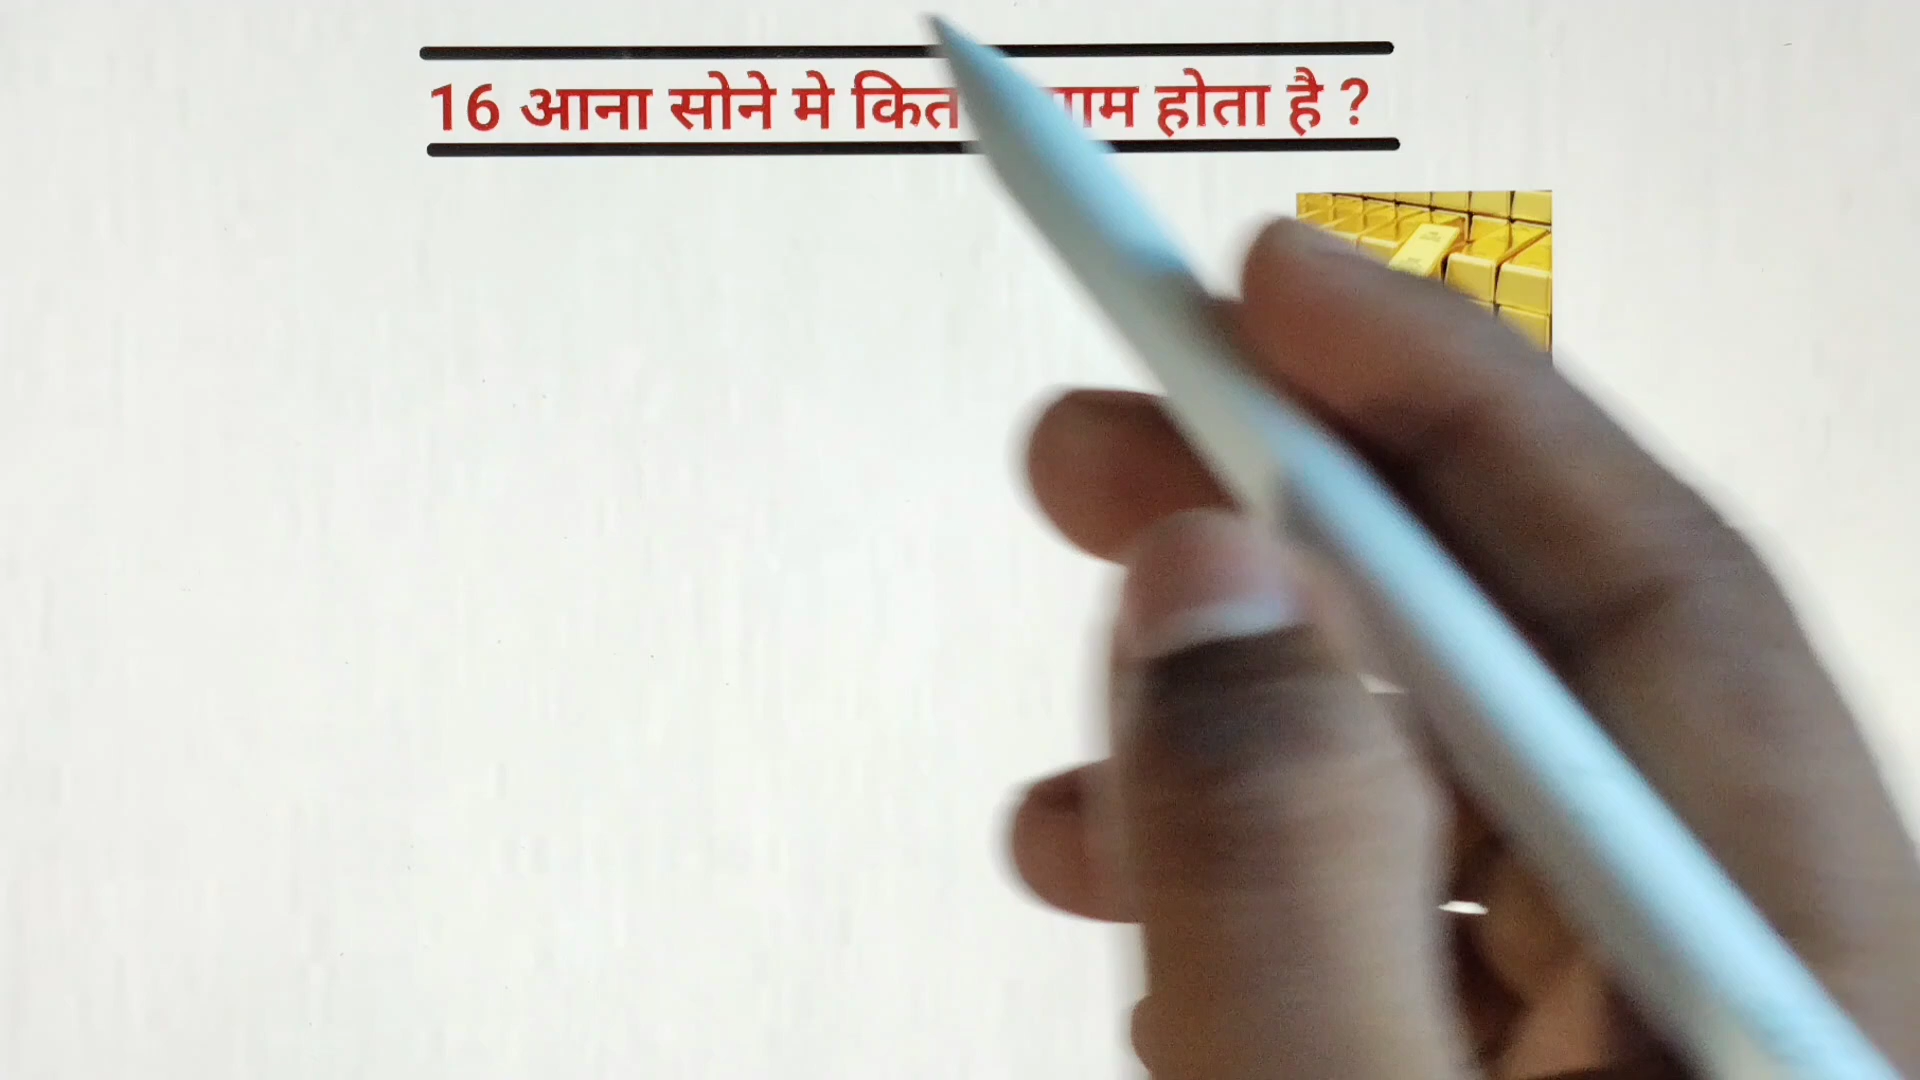 16 आना सोने मे होता है ?